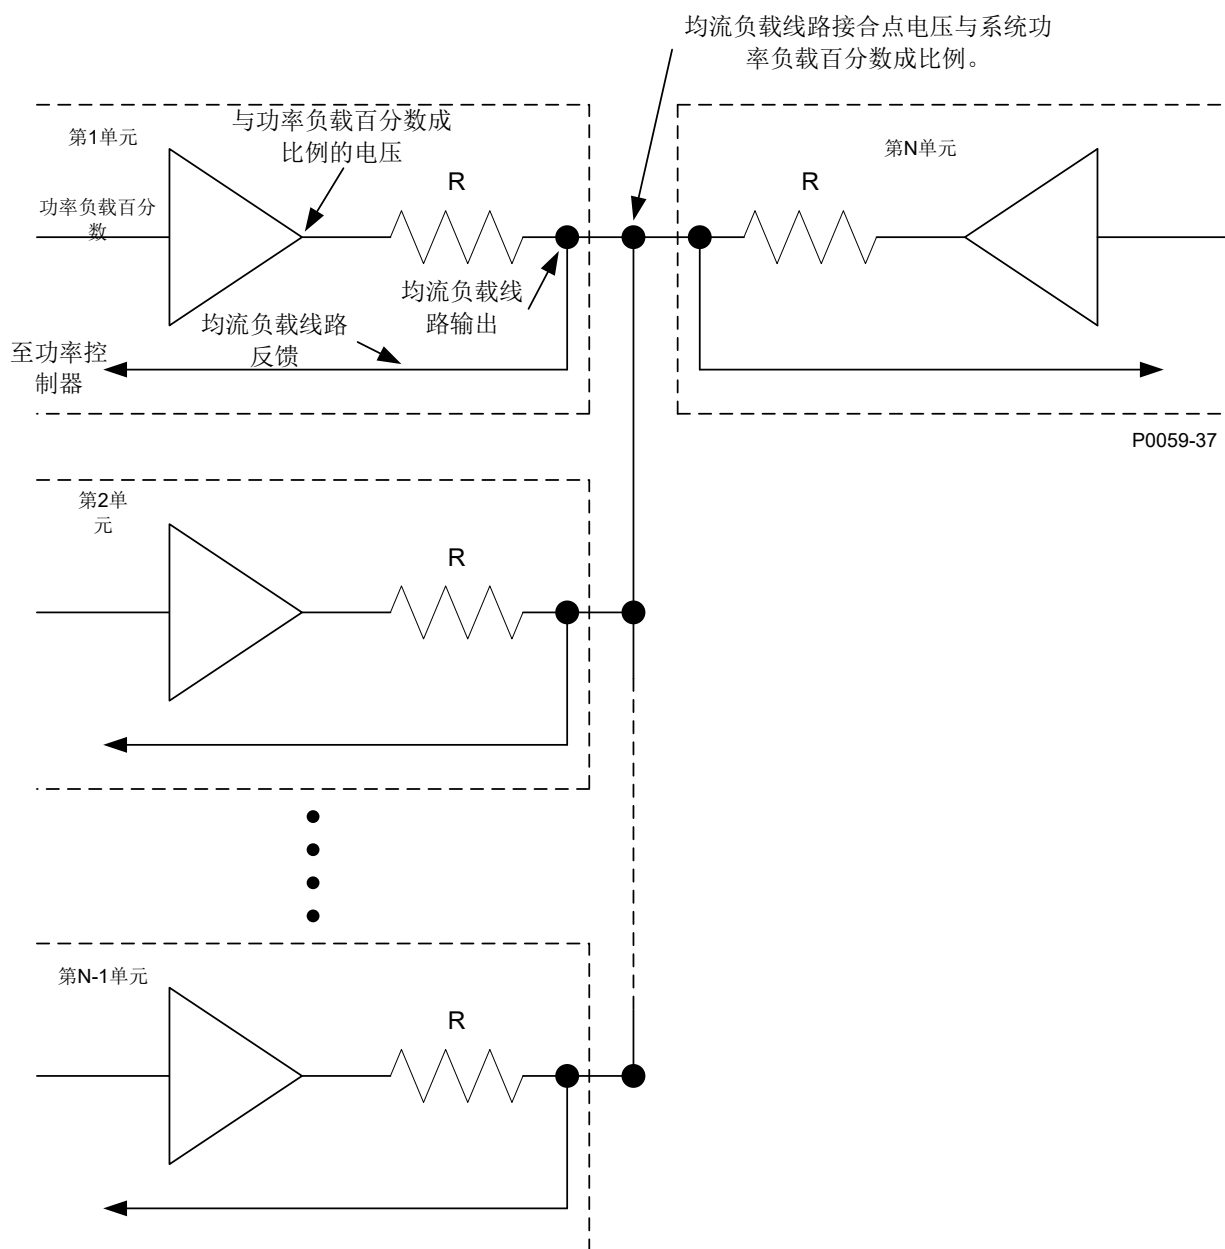 均流负载线路接合点电压与系统功
率负载百分数成比例。
第1单元
与功率负载百分数成
比例的电压
第N单元
R
R
功率负载百分
数
均流负载线
路输出
均流负载线路
反馈
至功率控
制器
P0059-37
第2单
元
R
第N-1单元
R